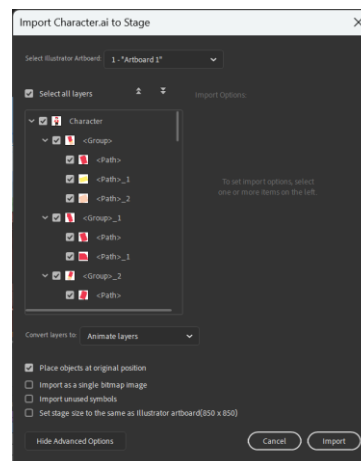 Import Character.ai to Stage
Select Illustrator Artboard: 1 - "Artboard 1"
Select all layers
Import Options:
Character
<Group>
<Path>
<Path>_1
<Path>_2
<Group>_1
<Path>
<Path>_1
<Group>_2
<Path>
To set import options, select
one or more items on the left.
Convert layers to: Animate layers
Place objects at original position
Import as a single bitmap image
Import unused symbols
Set stage size to the same as Illustrator artboard(850 x 850)
Hide Advanced Options
Cancel
Import